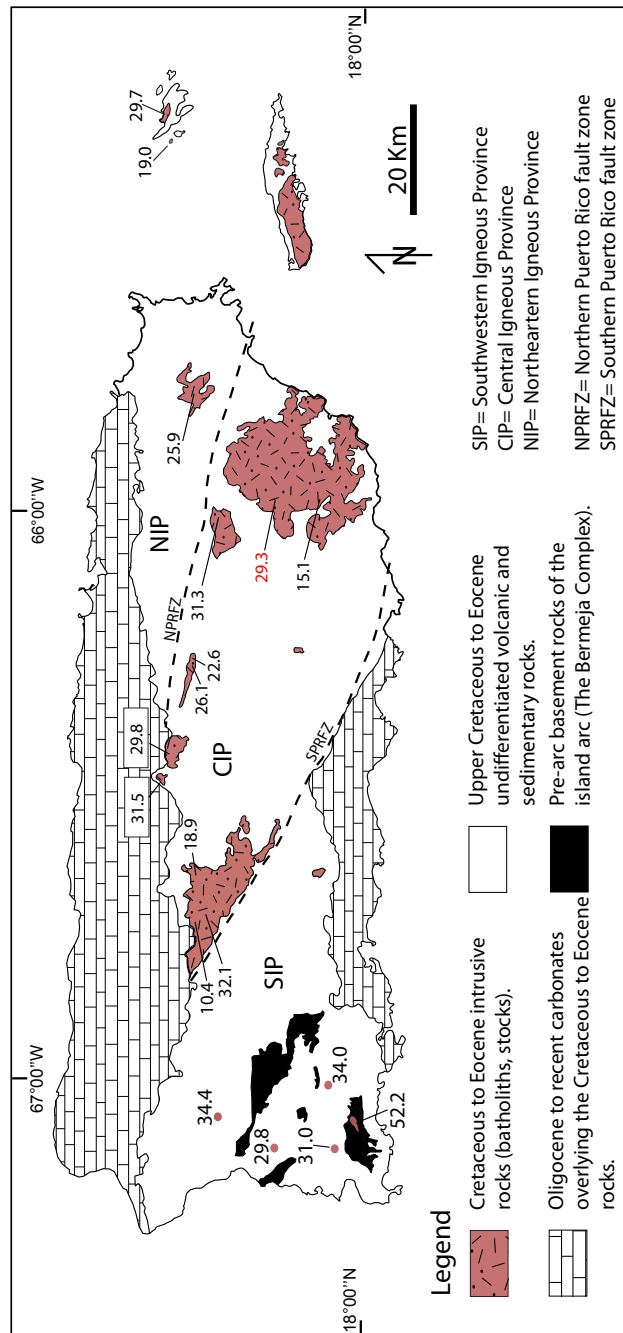 67°00"W
66°00"W
18°00"N
18°00"N
NIP
CIP
SIP
NPRFZ
SPRFZ
34.4
29.8
31.0
34.0
52.2
10.4
32.1
18.9
31.5
29.8
26.1
22.6
31.3
29.3
15.1
25.9
19.0
29.7
N
20 Km
Legend
Cretaceous to Eocene intrusive
rocks (batholiths, stocks).
Oligocene to recent carbonates
overlying the Cretaceous to Eocene
rocks.
Upper Cretaceous to Eocene
undifferentiated volcanic and
sedimentary rocks.
Pre-arc basement rocks of the
island arc (The Bermeja Complex).
SIP= Southwestern Igneous Province
CIP= Central Igneous Province
NIP= Northeartern Igneous Province
NPRFZ= Northern Puerto Rico fault zone
SPRFZ= Southern Puerto Rico fault zone